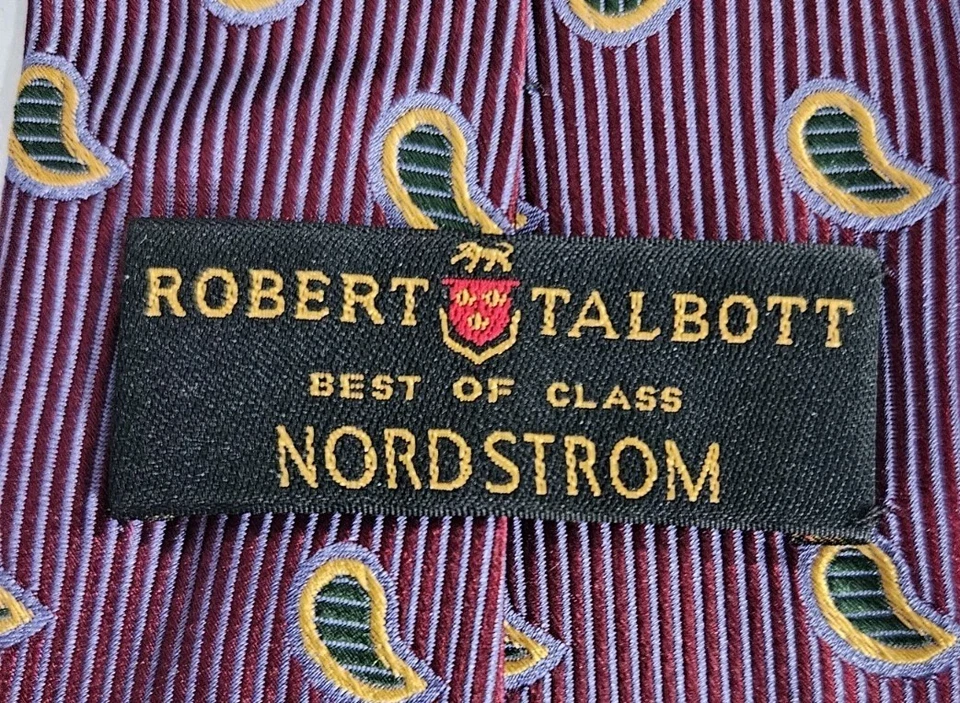 ROBERT TALBOTT
BEST OF CLASS
NORDSTROM